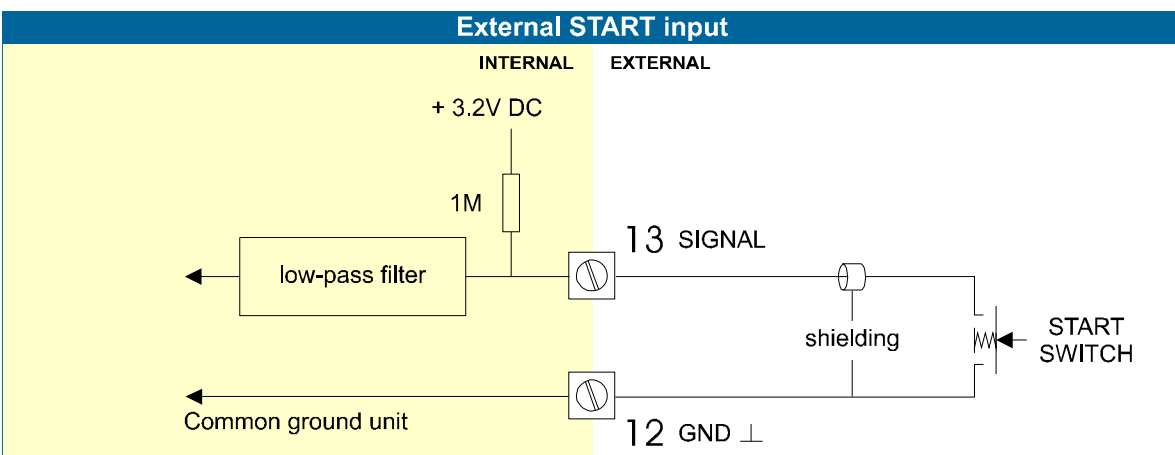 External START input
INTERNAL EXTERNAL
+ 3.2V DC
1M
13 SIGNAL
low-pass filter
shielding
START
SWITCH
Common ground unit
12 GND ⊥